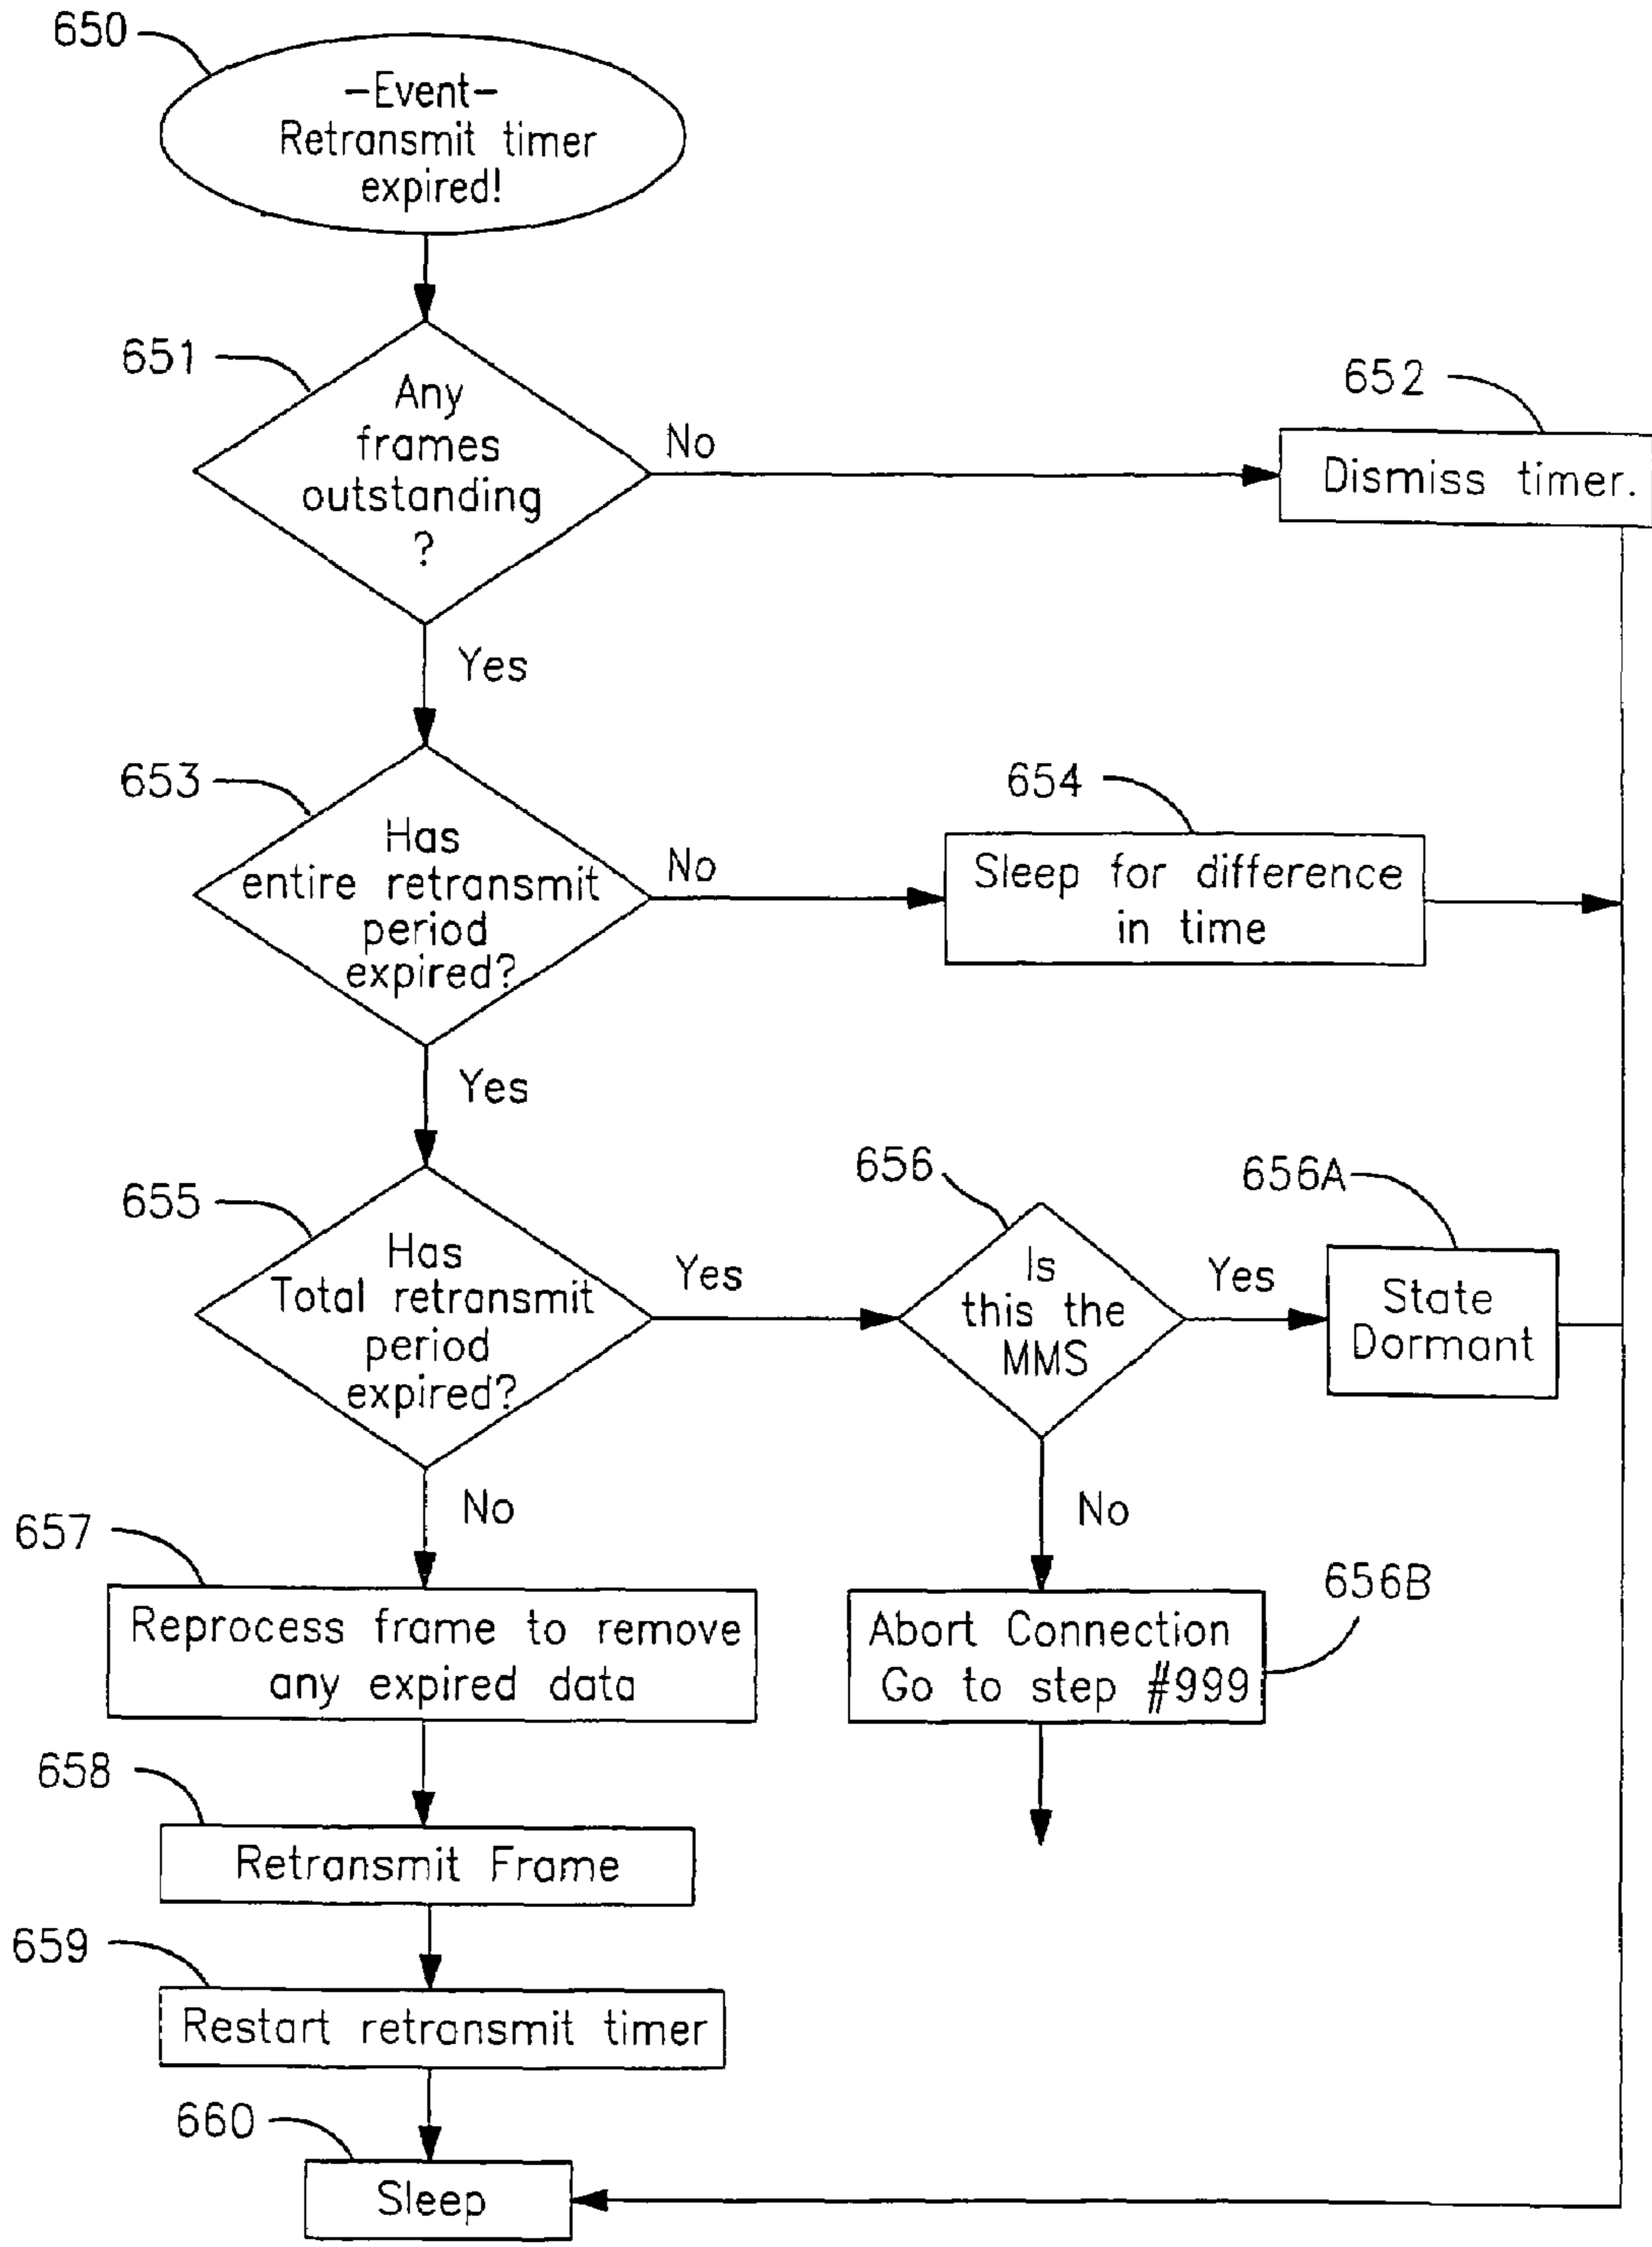 650
–Event–
Retransmit timer
expired!
651
Any
frames
outstanding
?
No
652
Dismiss timer.
Yes
653
Has
entire retransmit
period
expired?
No
654
Sleep for difference
in time
Yes
655
Has
Total retransmit
period
expired?
Yes
656
Is
this the
MMS
Yes
656A
State
Dormant
No
657
Reprocess frame to remove
any expired data
No
656B
Abort Connection
Go to step #999
658
Retransmit Frame
659
Restart retransmit timer
660
Sleep